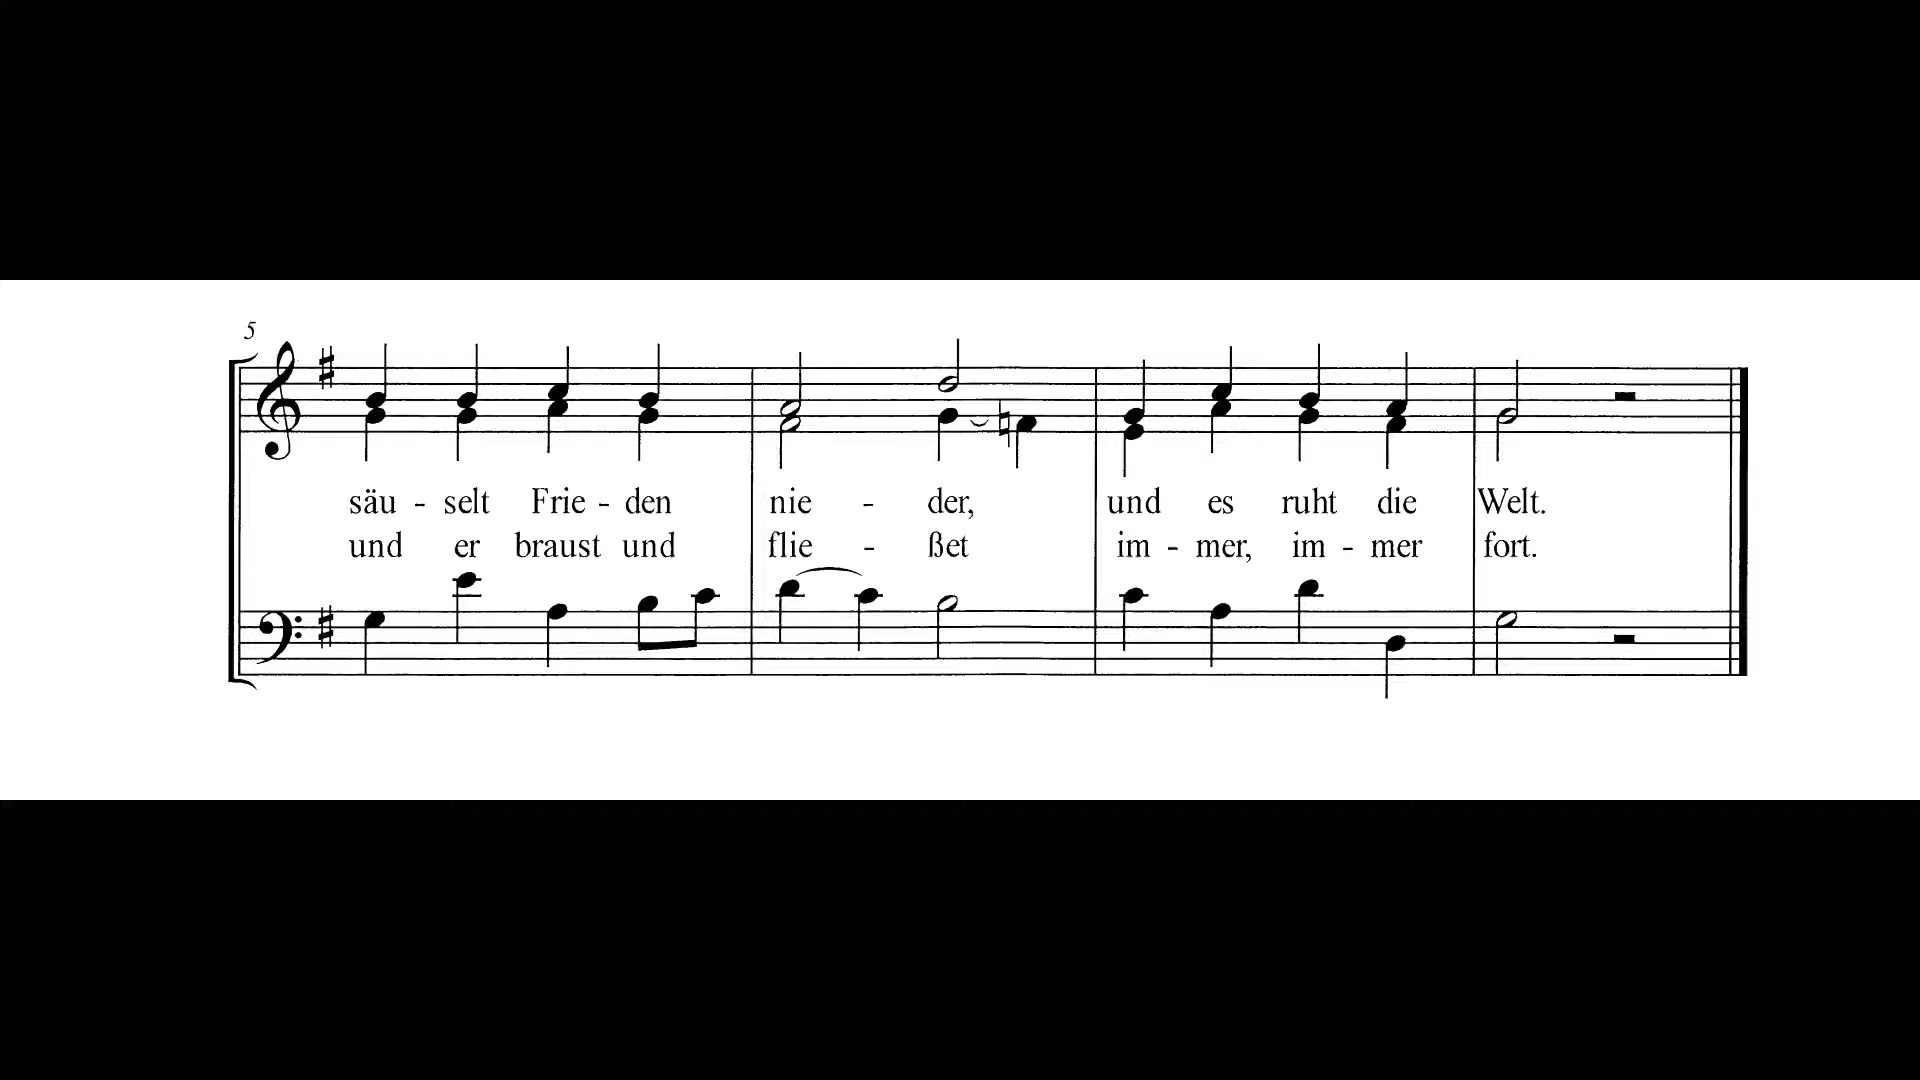 5
säu - selt Frie - den nie - der, und es ruht die Welt.
und er braust und flie - ßet im - mer, im - mer fort.